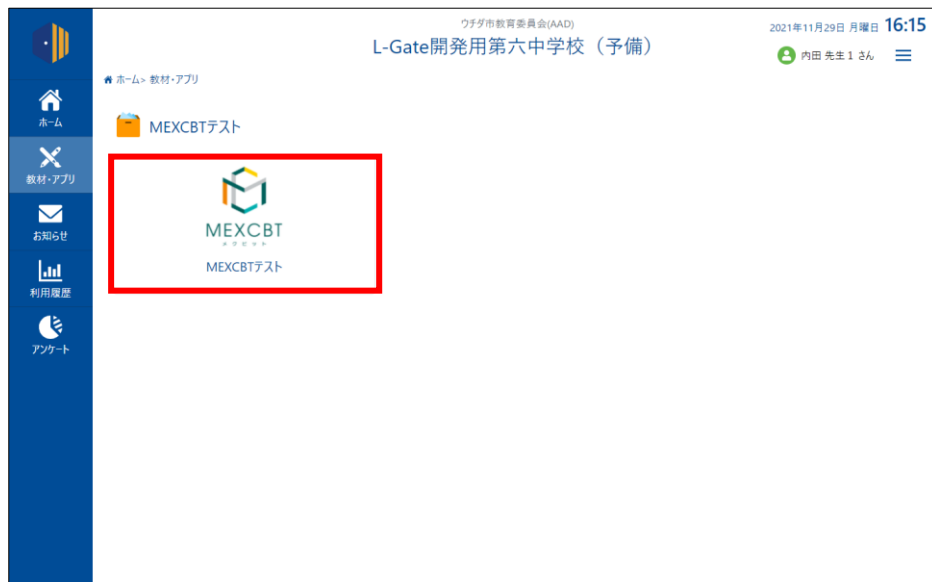 ウチダ市教育委員会(AAD)
L-Gate開発用第六中学校（予備）
2021年11月29日 月曜日 16:15
内田 先生１ さん
ホーム> 教材・アプリ
ホーム
教材・アプリ
お知らせ
利用履歴
アンケート
MEXCBTテスト
MEXCBT
メクビット
MEXCBTテスト